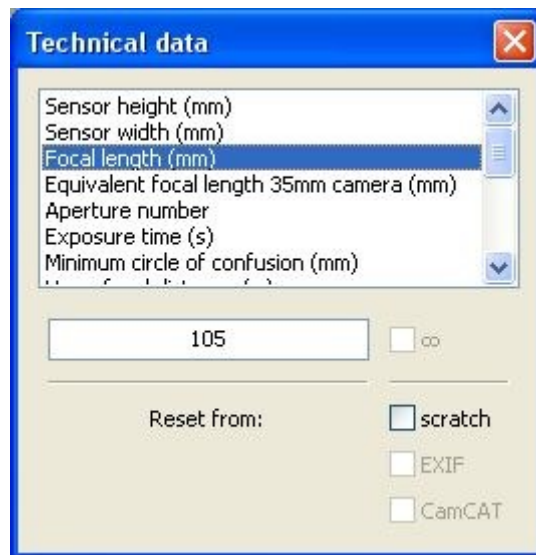 Technical data
Sensor height (mm)
Sensor width (mm)
Focal length (mm)
Equivalent focal length 35mm camera (mm)
Aperture number
Exposure time (s)
Minimum circle of confusion (mm)
105
∞
Reset from:
scratch
EXIF
CamCAT